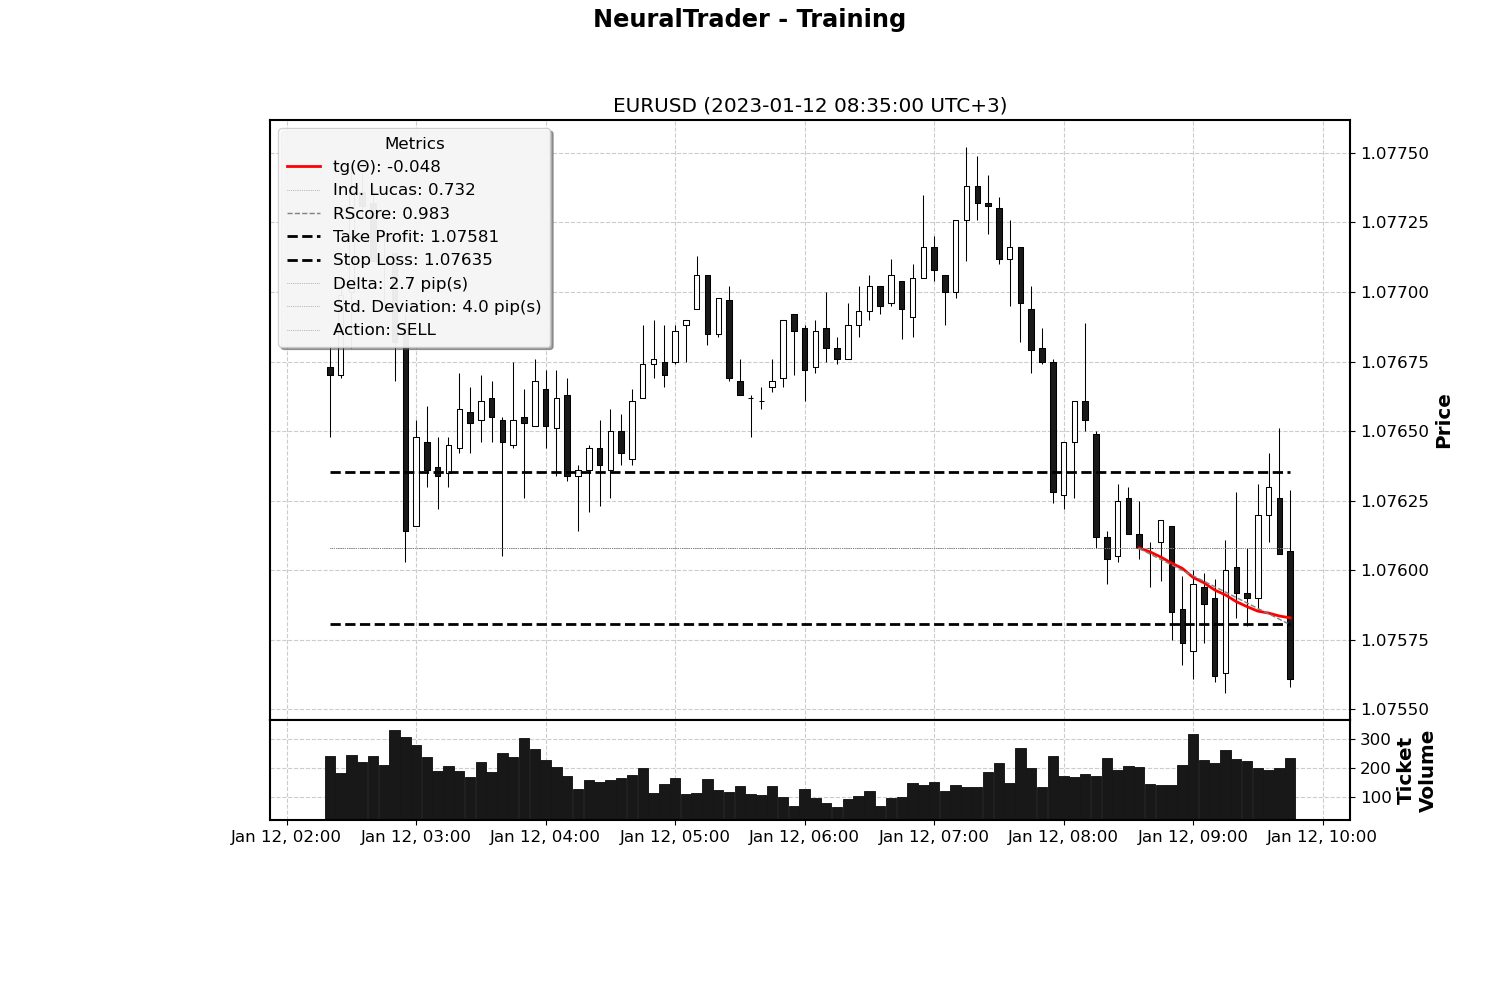 NeuralTrader - Training
EURUSD (2023-01-12 08:35:00 UTC+3)
Metrics
tg(Θ): -0.048
Ind. Lucas: 0.732
RScore: 0.983
Take Profit: 1.07581
Stop Loss: 1.07635
Delta: 2.7 pip(s)
Std. Deviation: 4.0 pip(s)
Action: SELL
1.07750
1.07725
1.07700
1.07675
1.07650
1.07625
1.07600
1.07575
1.07550
Price
300
200
100
Ticket
Volume
Jan 12, 02:00 Jan 12, 03:00 Jan 12, 04:00 Jan 12, 05:00 Jan 12, 06:00 Jan 12, 07:00 Jan 12, 08:00 Jan 12, 09:00 Jan 12, 10:00